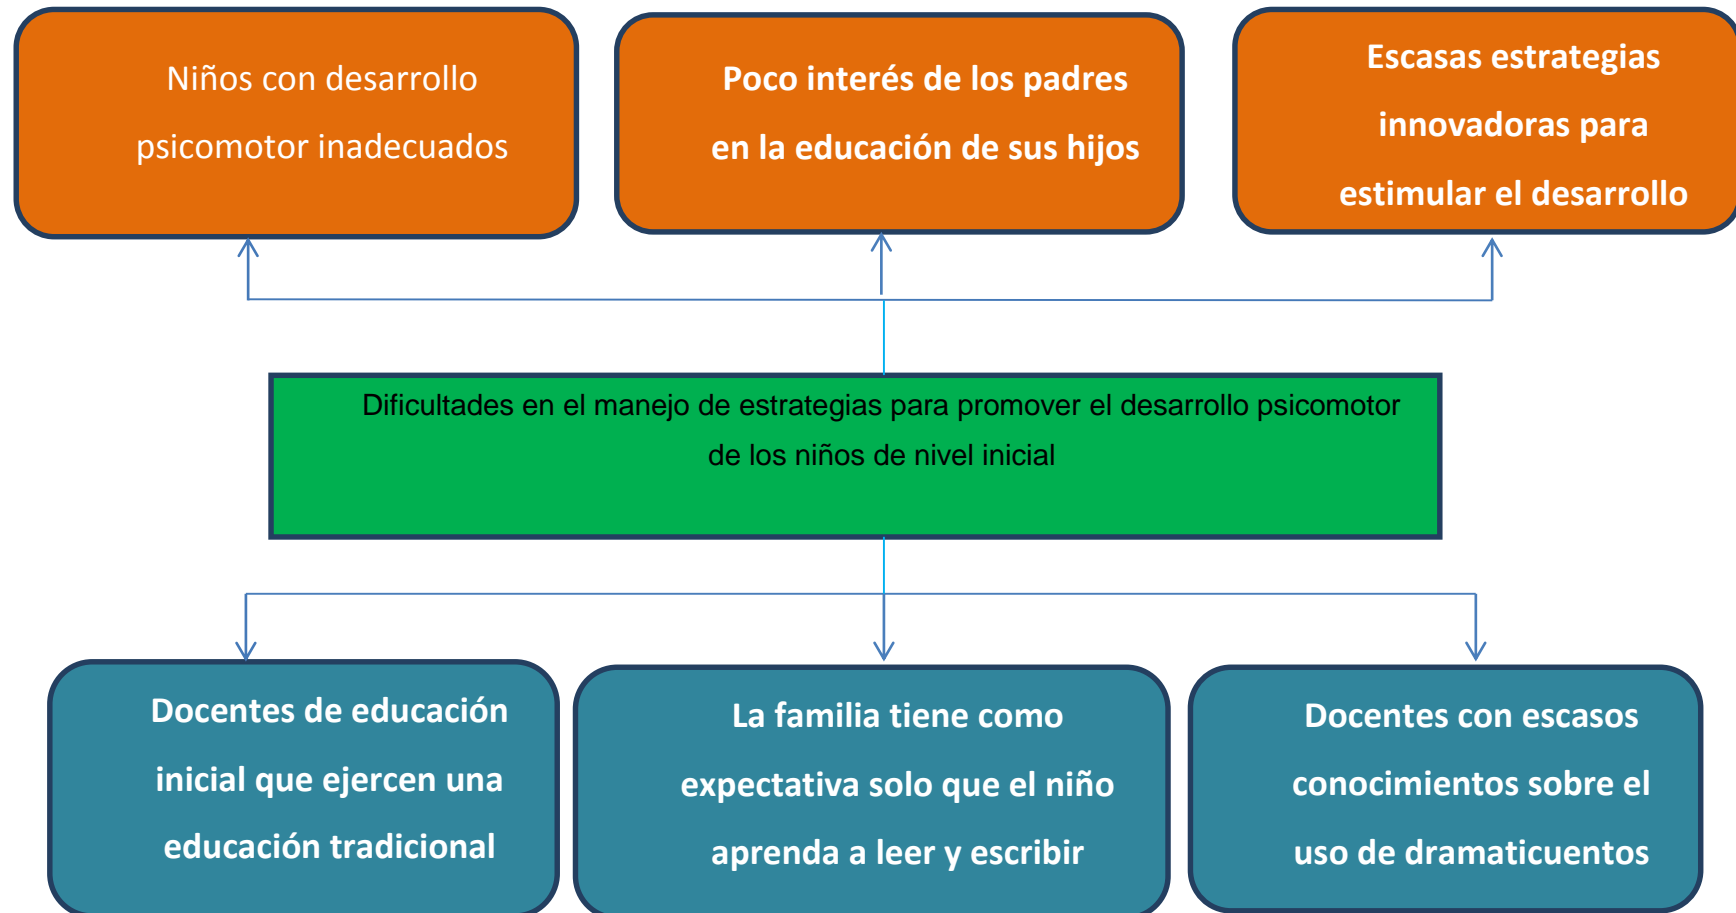 Niños con desarrollo
psicomotor inadecuados
Poco interés de los padres
en la educación de sus hijos
Escasas estrategias
innovadoras para
estimular el desarrollo
Dificultades en el manejo de estrategias para promover el desarrollo psicomotor
de los niños de nivel inicial
Docentes de educación
inicial que ejercen una
educación tradicional
La familia tiene como
expectativa solo que el niño
aprenda a leer y escribir
Docentes con escasos
conocimientos sobre el
uso de dramaticuentos